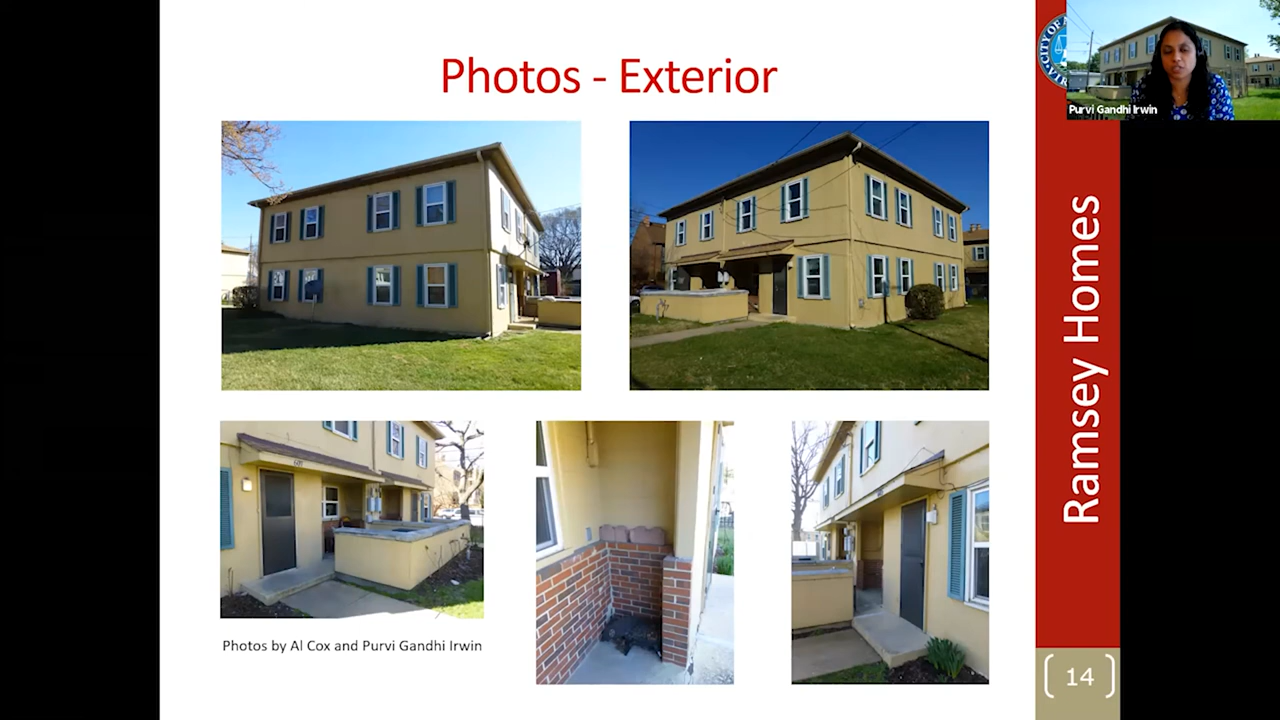 Photos - Exterior
Purvi Gandhi Irwin
Ramsey Homes
Photos by Al Cox and Purvi Gandhi Irwin
14